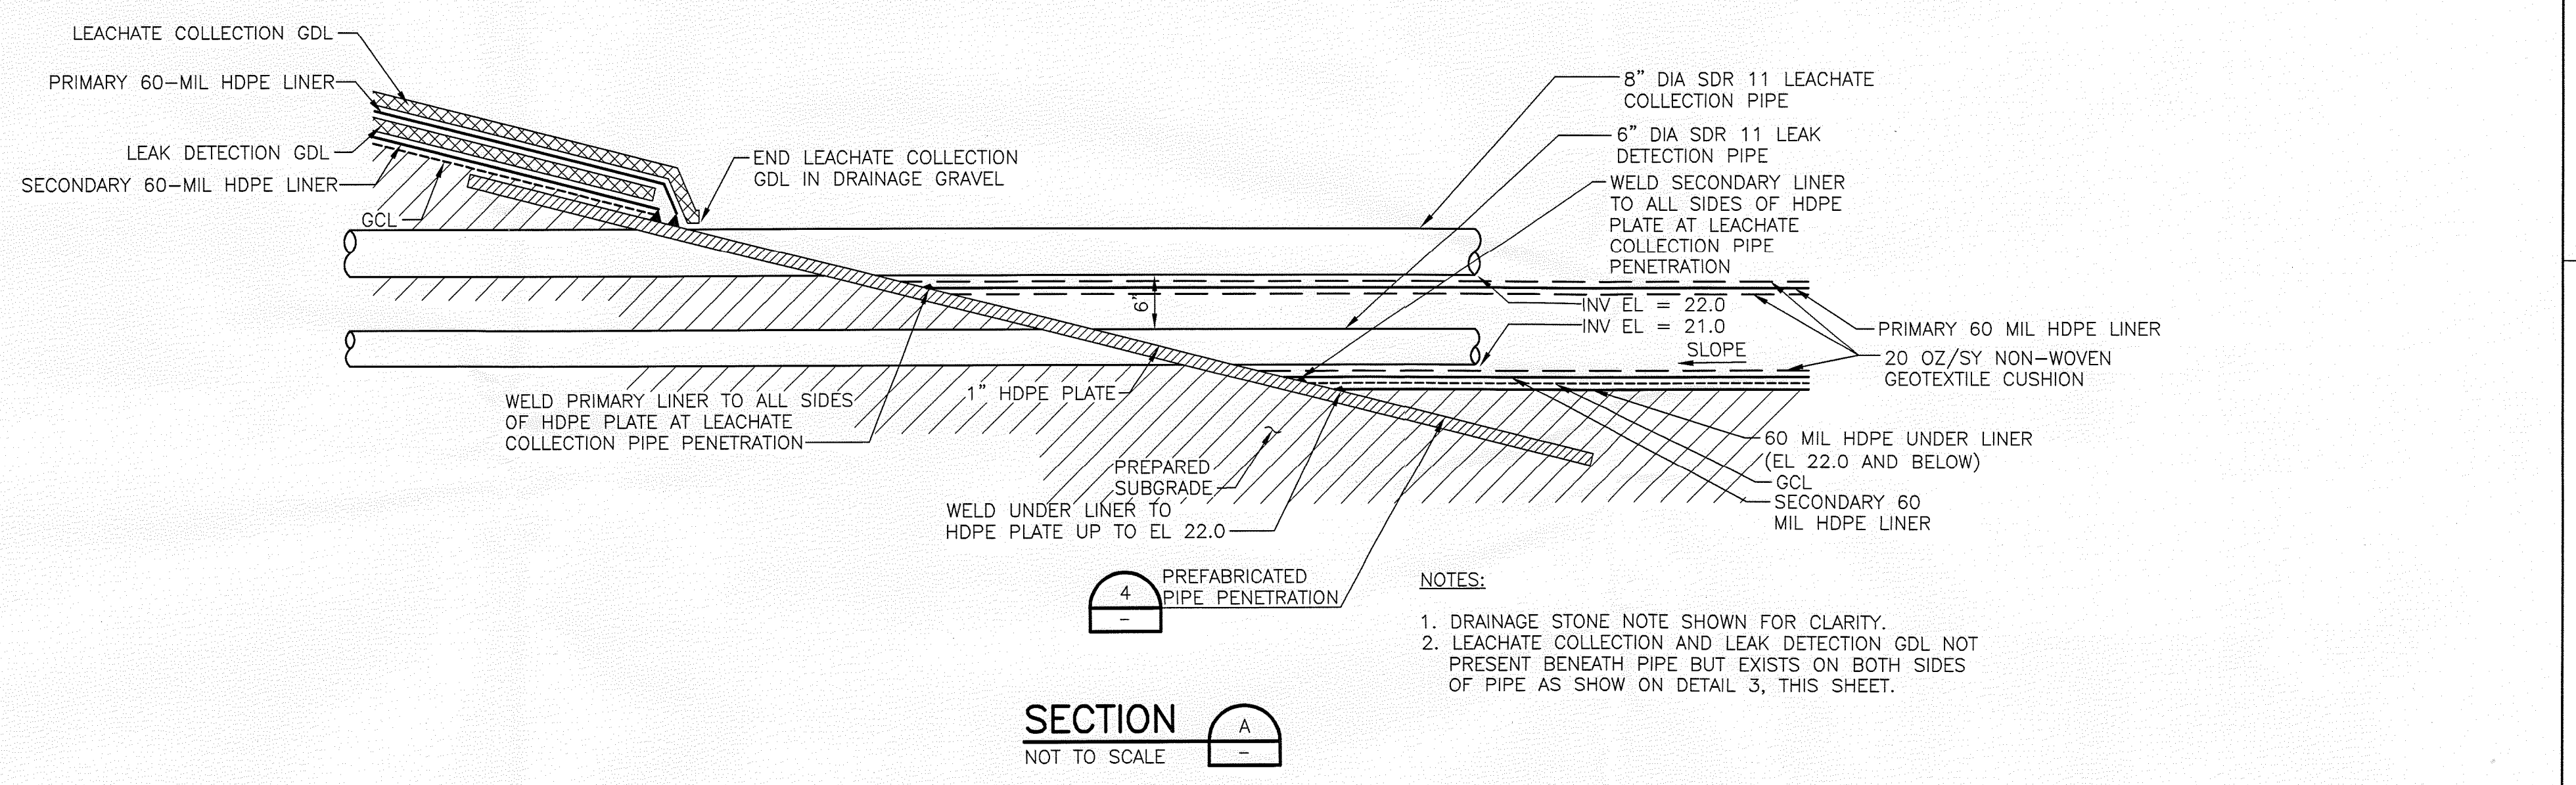 LEACHATE COLLECTION GDL
PRIMARY 60-MIL HDPE LINER
LEAK DETECTION GDL
SECONDARY 60-MIL HDPE LINER
GCL
END LEACHATE COLLECTION
GDL IN DRAINAGE GRAVEL
8" DIA SDR 11 LEACHATE
COLLECTION PIPE
6" DIA SDR 11 LEAK
DETECTION PIPE
WELD SECONDARY LINER
TO ALL SIDES OF HDPE
PLATE AT LEACHATE
COLLECTION PIPE
PENETRATION
6"
INV EL = 22.0
INV EL = 21.0
SLOPE
PRIMARY 60 MIL HDPE LINER
20 OZ/SY NON-WOVEN
GEOTEXTILE CUSHION
WELD PRIMARY LINER TO ALL SIDES
OF HDPE PLATE AT LEACHATE
COLLECTION PIPE PENETRATION
1" HDPE PLATE
60 MIL HDPE UNDER LINER
(EL 22.0 AND BELOW)
GCL
SECONDARY 60
MIL HDPE LINER
PREPARED
SUBGRADE
WELD UNDER LINER TO
HDPE PLATE UP TO EL 22.0
4
-
PREFABRICATED
PIPE PENETRATION
NOTES:
1. DRAINAGE STONE NOTE SHOWN FOR CLARITY.
2. LEACHATE COLLECTION AND LEAK DETECTION GDL NOT
PRESENT BENEATH PIPE BUT EXISTS ON BOTH SIDES
OF PIPE AS SHOW ON DETAIL 3, THIS SHEET.
SECTION
NOT TO SCALE
A
-